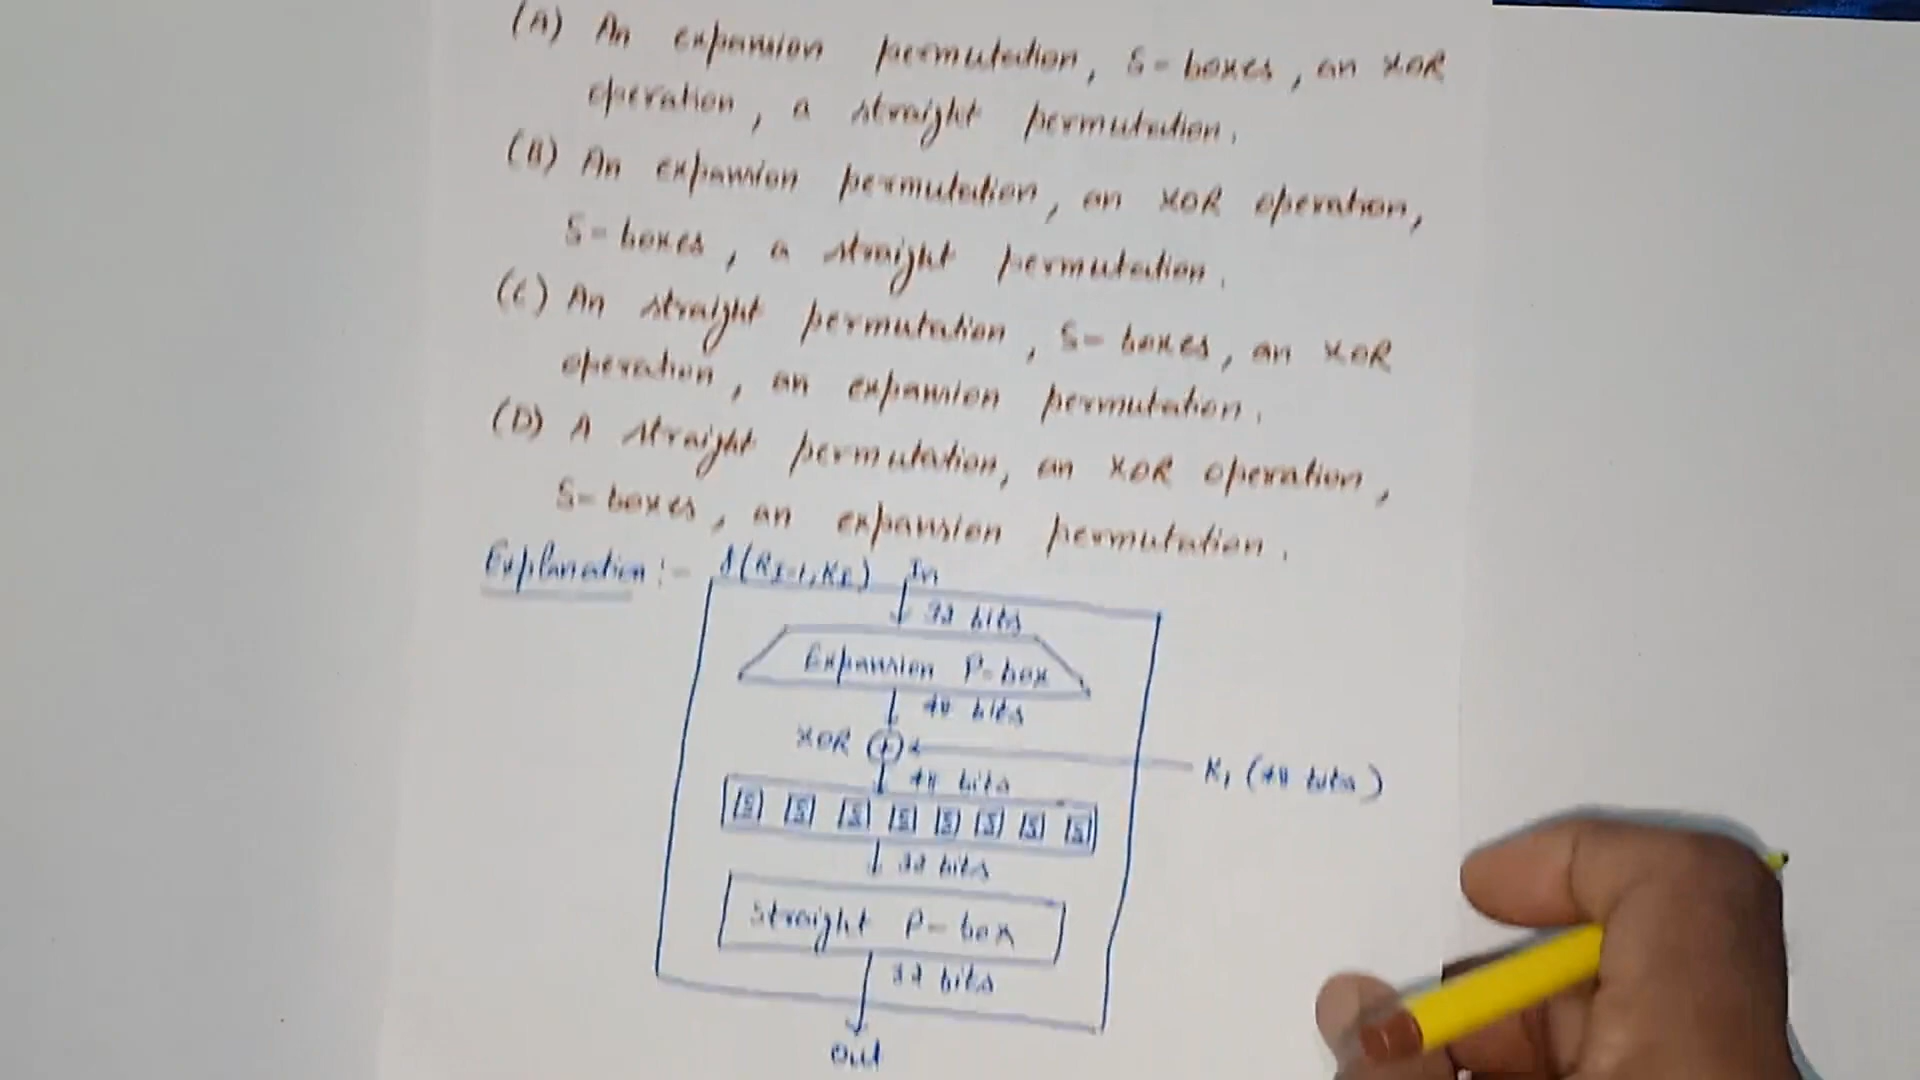 (A) An expansion permutation, S-boxes, an XOR
operation, a straight permutation.
(B) An expansion permutation, an XOR operation,
S-boxes, a straight permutation.
(C) An straight permutation, S-boxes, an XOR
operation, an expansion permutation.
(D) A straight permutation, an XOR operation,
S-boxes, an expansion permutation.
Explanation :- In
32 bits
Expansion P-box
48 bits
XOR +
K, (48 bits)
48 bits
S S S S S S S S
32 bits
Straight P-box
32 bits
Out